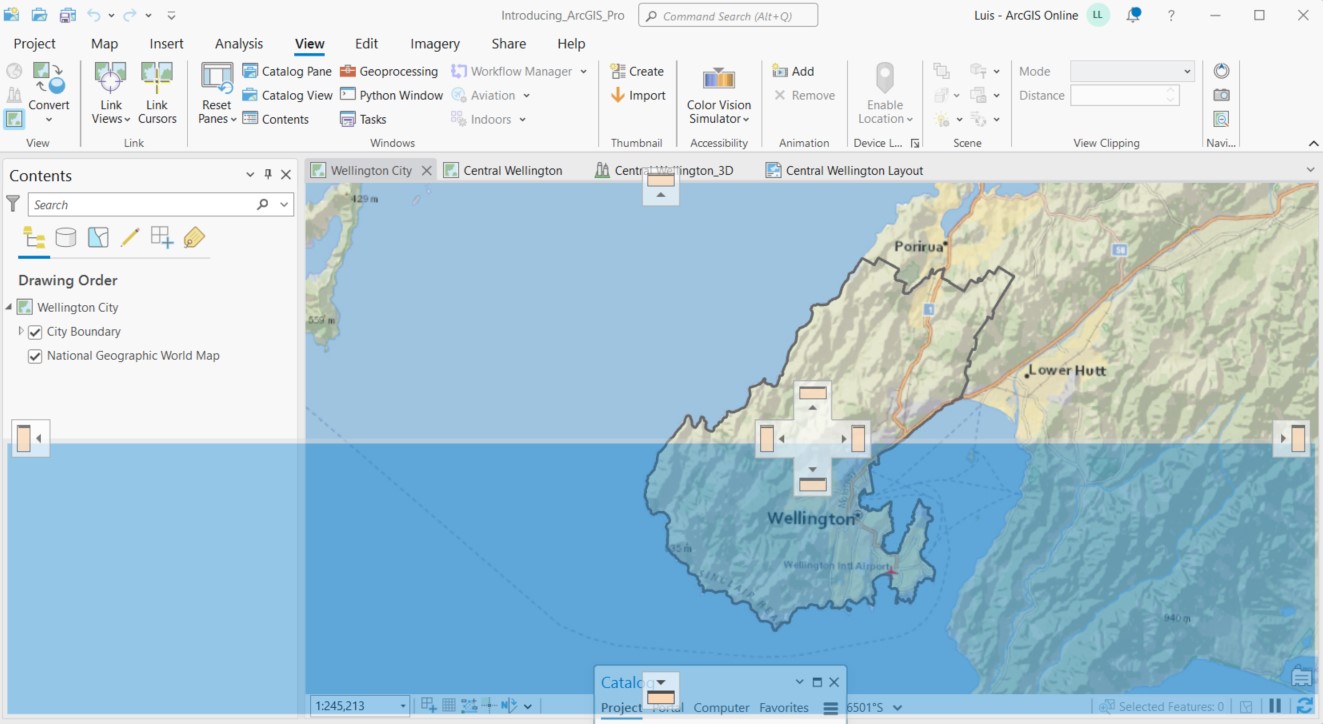 Introducing_ArcGIS_Pro
Command Search (Alt+Q)
Luis - ArcGIS Online
LL
?
Project Map Insert Analysis View Edit Imagery Share Help
Convert
View
Link Views
Link Cursors
Link
Reset Panes
Catalog Pane
Catalog View
Contents
Geoprocessing
Python Window
Tasks
Workflow Manager
Aviation
Indoors
Windows
Create
Import
Thumbnail
Color Vision Simulator
Accessibility
Add
Remove
Animation
Enable Location
Device L...
Scene
Mode
Distance
View Clipping
Navi...
Contents
Search
Drawing Order
Wellington City
City Boundary
National Geographic World Map
Wellington City
Central Wellington
Central Wellington_3D
Central Wellington Layout
429 m
Porirua
58
1
Lower Hutt
Wellington
Wellington Intl Airport
940 m
1:245,213
Catalog
Project
Computer
Favorites
6501°S
Selected Features: 0